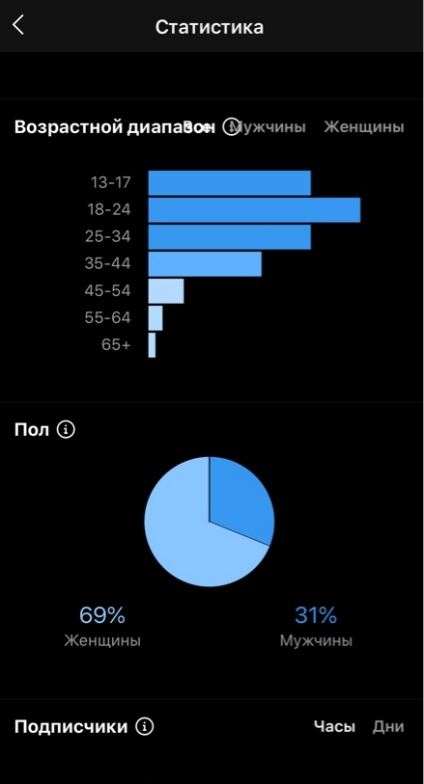 Статистика
Возрастной диапазон Все Мужчины Женщины
13-17
18-24
25-34
35-44
45-54
55-64
65+
Пол
69% 31%
Женщины Мужчины
Подписчики Часы Дни